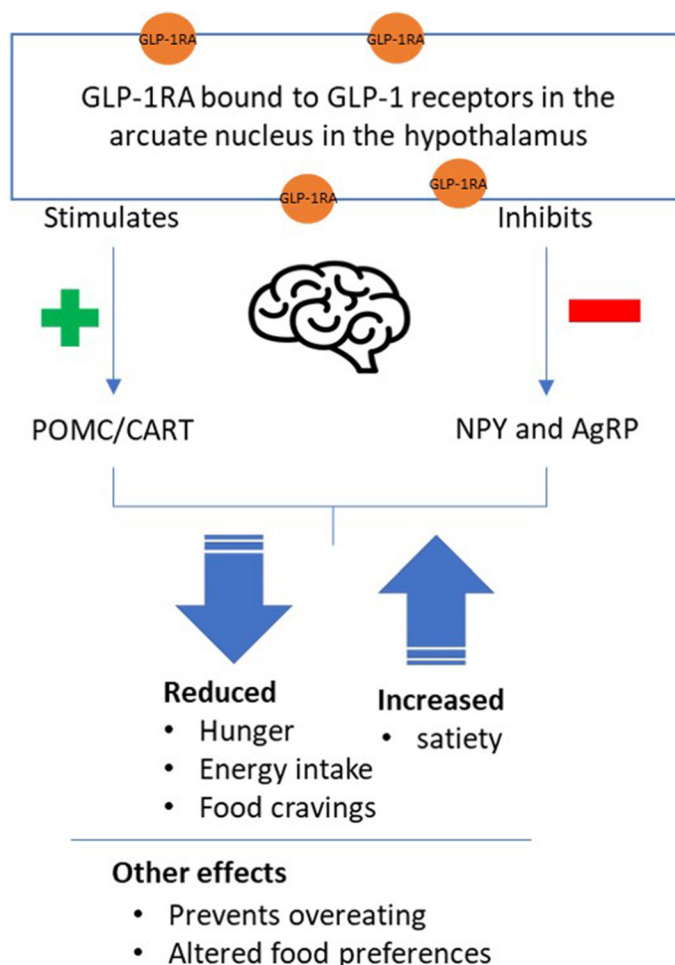 GLP-1RA
GLP-1RA
GLP-1RA bound to GLP-1 receptors in the
arcuate nucleus in the hypothalamus
GLP-1RA
GLP-1RA
Stimulates
Inhibits
POMC/CART
NPY and AgRP
Reduced
• Hunger
• Energy intake
• Food cravings
Increased
• satiety
Other effects
• Prevents overeating
• Altered food preferences